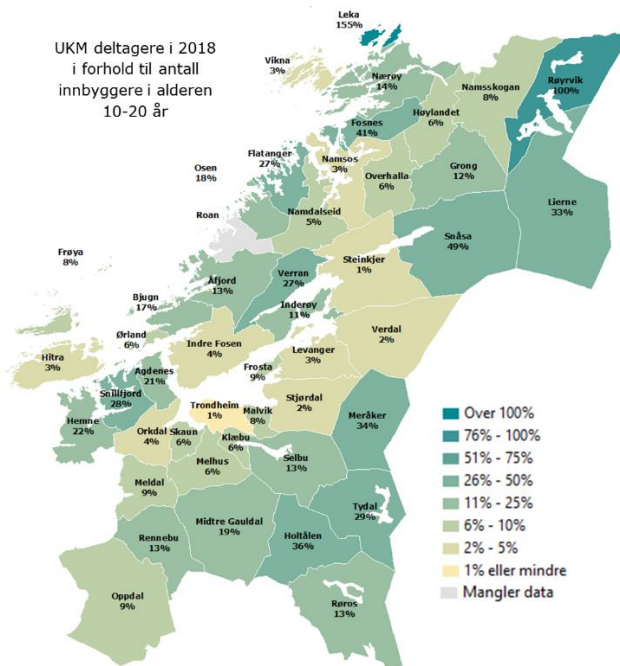 UKM deltagere i 2018
i forhold til antall
innbyggere i alderen
10-20 år
Leka
155%
Vikna
3%
Nærøy
14%
Namsskogan
8%
Røyrvik
100%
Fosnes
41%
Høylandet
6%
Flatanger
27%
Namsos
3%
Osen
18%
Overhalla
6%
Grong
12%
Lierne
33%
Roan
Namdalseid
5%
Snåsa
49%
Frøya
8%
Steinkjer
1%
Åfjord
13%
Verran
27%
Bjugn
17%
Inderøy
11%
Ørland
6%
Verdal
2%
Indre Fosen
4%
Levanger
3%
Hitra
3%
Agdenes
21%
Frosta
9%
Snillfjord
28%
Stjørdal
2%
Trondheim
1%
Malvik
8%
Meråker
34%
Hemne
22%
Orkdal
4%
Skaun
6%
Klæbu
6%
Selbu
13%
Melhus
6%
Meldal
9%
Tydal
29%
Midtre Gauldal
19%
Rennebu
13%
Holtålen
36%
Oppdal
9%
Røros
13%
Over 100%
76% - 100%
51% - 75%
26% - 50%
11% - 25%
6% - 10%
2% - 5%
1% eller mindre
Mangler data